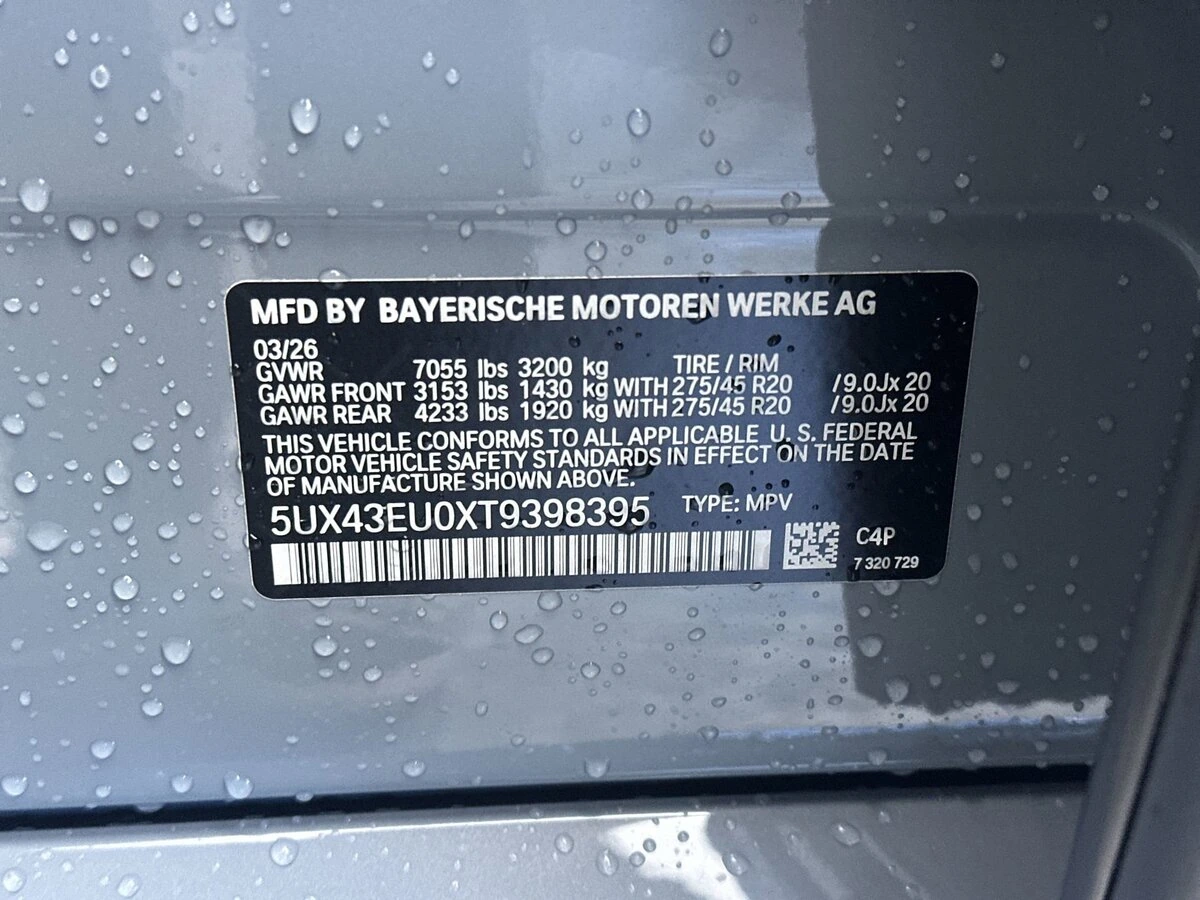 MFD BY BAYERISCHE MOTOREN WERKE AG
03/26
GVWR 7055 lbs 3200 kg TIRE / RIM
GAWR FRONT 3153 lbs 1430 kg WITH 275/45 R20 /9.0Jx 20
GAWR REAR 4233 lbs 1920 kg WITH 275/45 R20 /9.0Jx 20
THIS VEHICLE CONFORMS TO ALL APPLICABLE U. S. FEDERAL
MOTOR VEHICLE SAFETY STANDARDS IN EFFECT ON THE DATE
OF MANUFACTURE SHOWN ABOVE.
5UX43EU0XT9398395 TYPE: MPV
C4P
7 320 729